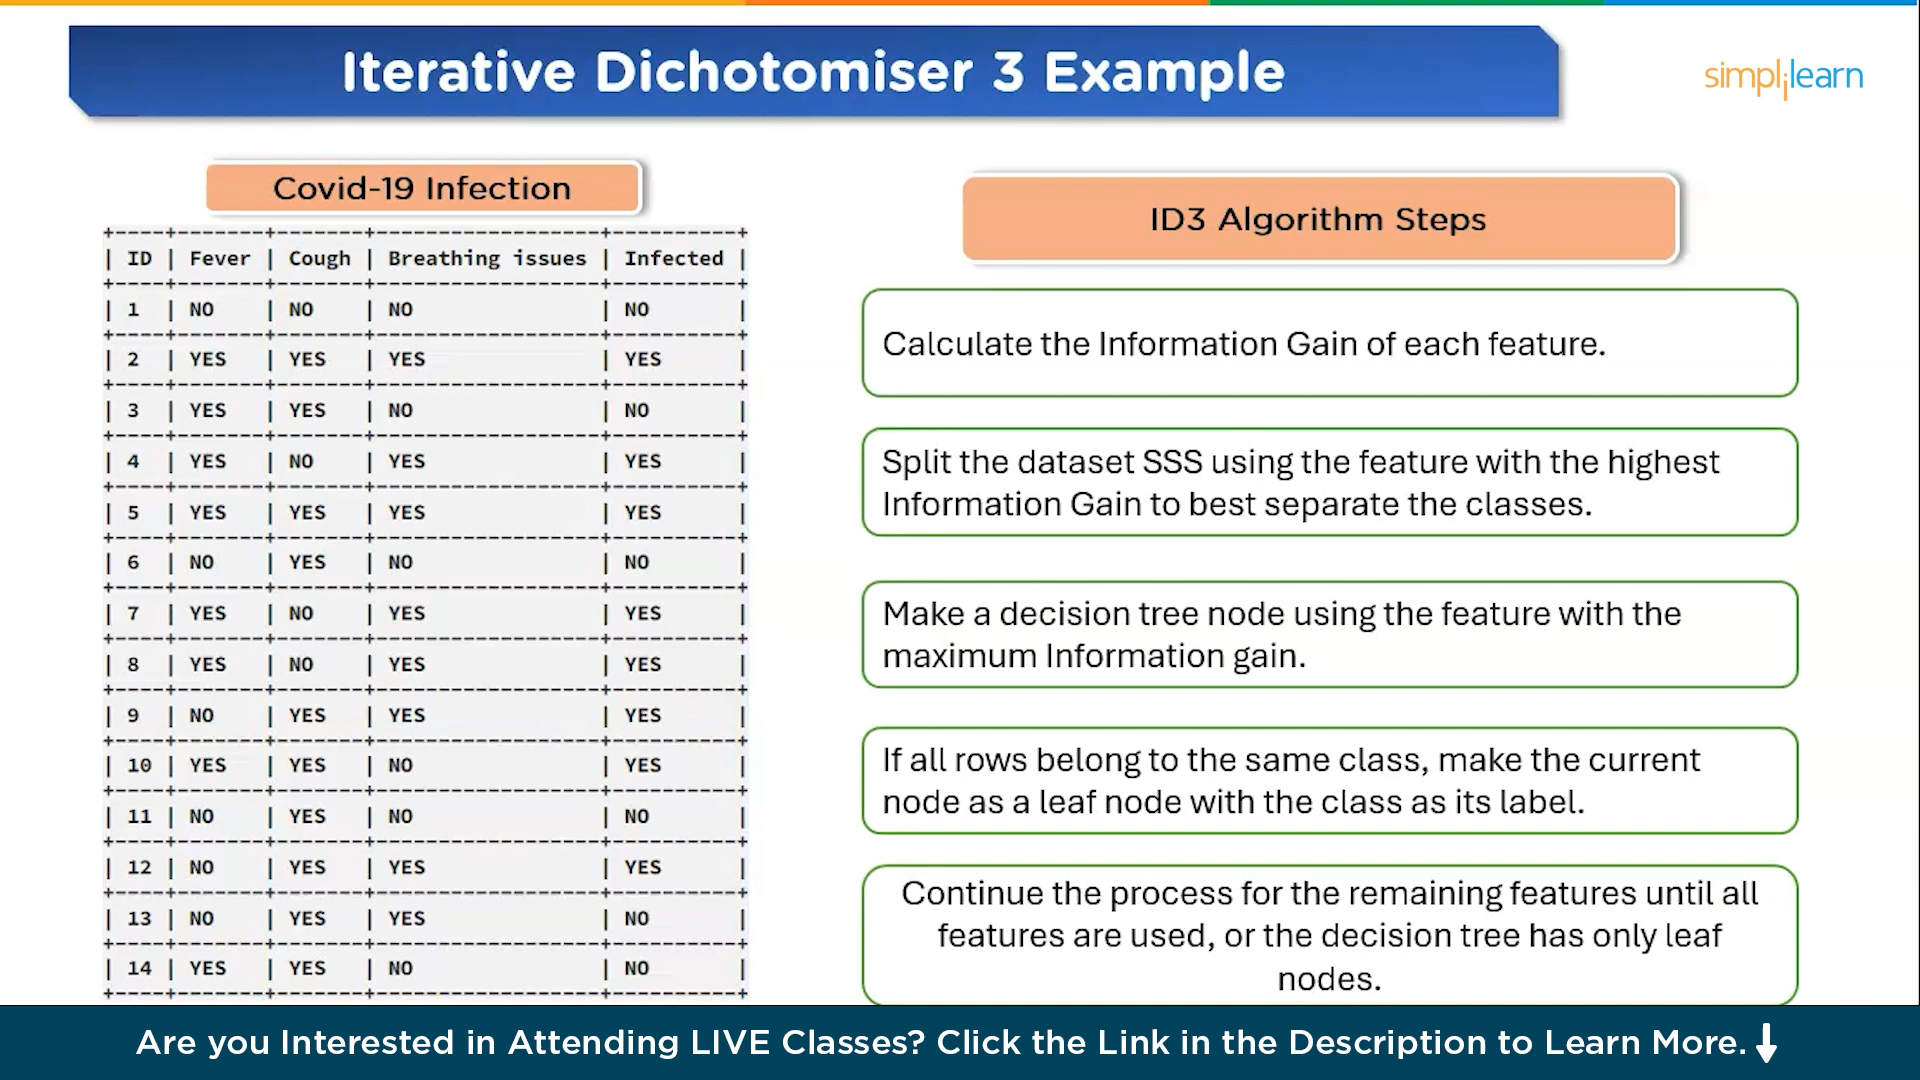 Iterative Dichotomiser 3 Example
simplilearn
Covid-19 Infection
| ID | Fever | Cough | Breathing issues | Infected |
| 1 | NO | NO | NO | NO |
| 2 | YES | YES | YES | YES |
| 3 | YES | YES | NO | NO |
| 4 | YES | NO | YES | YES |
| 5 | YES | YES | YES | YES |
| 6 | NO | YES | NO | NO |
| 7 | YES | NO | YES | YES |
| 8 | YES | NO | YES | YES |
| 9 | NO | YES | YES | YES |
| 10 | YES | YES | NO | YES |
| 11 | NO | YES | NO | NO |
| 12 | NO | YES | YES | YES |
| 13 | NO | YES | YES | NO |
| 14 | YES | YES | NO | NO |
ID3 Algorithm Steps
Calculate the Information Gain of each feature.
Split the dataset SSS using the feature with the highest
Information Gain to best separate the classes.
Make a decision tree node using the feature with the
maximum Information gain.
If all rows belong to the same class, make the current
node as a leaf node with the class as its label.
Continue the process for the remaining features until all
features are used, or the decision tree has only leaf
nodes.
Are you Interested in Attending LIVE Classes? Click the Link in the Description to Learn More.